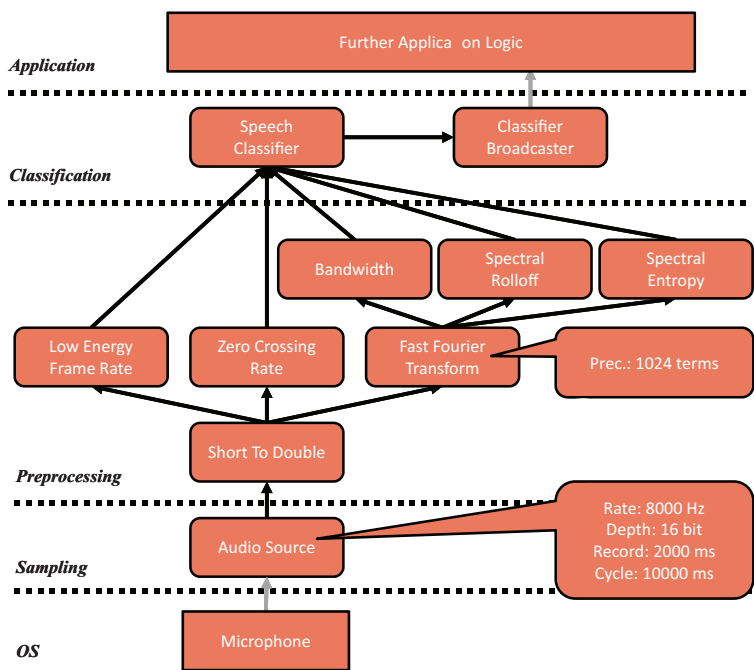 Further Applica on Logic
Application
Speech
Classifier
Classifier
Broadcaster
Classification
Bandwidth
Spectral
Rolloff
Spectral
Entropy
Low Energy
Frame Rate
Zero Crossing
Rate
Fast Fourier
Transform
Prec.: 1024 terms
Short To Double
Preprocessing
Rate: 8000 Hz
Depth: 16 bit
Record: 2000 ms
Cycle: 10000 ms
Audio Source
Sampling
Microphone
OS